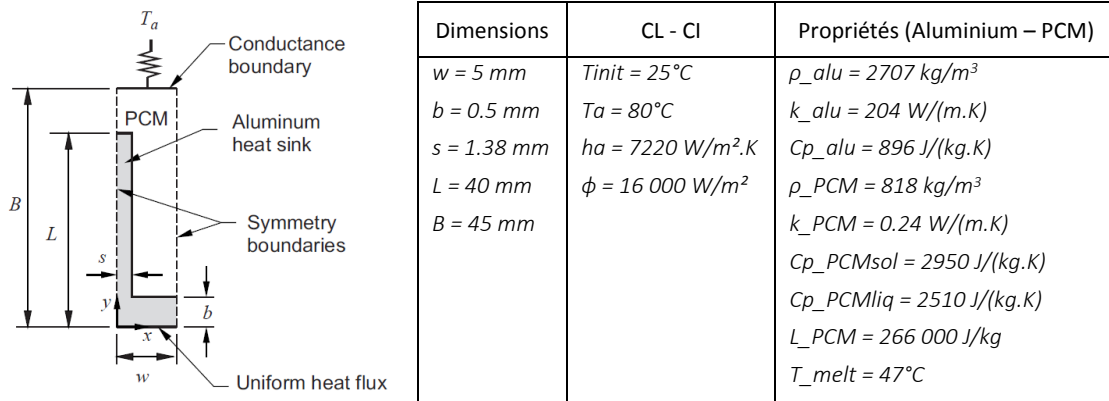 Tₐ
Conductance
boundary
PCM
Aluminum
heat sink
B
L
Symmetry
boundaries
s
y
b
x
w
Uniform heat flux
Dimensions
w = 5 mm
b = 0.5 mm
s = 1.38 mm
L = 40 mm
B = 45 mm
CL - CI
Tinit = 25°C
Ta = 80°C
ha = 7220 W/m².K
ϕ = 16 000 W/m²
Propriétés (Aluminium – PCM)
ρ_alu = 2707 kg/m³
k_alu = 204 W/(m.K)
Cp_alu = 896 J/(kg.K)
ρ_PCM = 818 kg/m³
k_PCM = 0.24 W/(m.K)
Cp_PCMsol = 2950 J/(kg.K)
Cp_PCMliq = 2510 J/(kg.K)
L_PCM = 266 000 J/kg
T_melt = 47°C